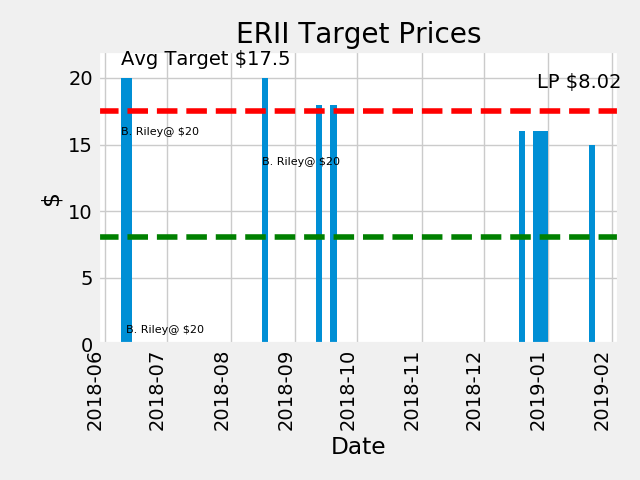 ERII Target Prices
Avg Target $17.5
LP $8.02
B. Riley@ $20
B. Riley@ $20
B. Riley@ $20
$
20
15
10
5
0
2018-06
2018-07
2018-08
2018-09
2018-10
2018-11
2018-12
2019-01
2019-02
Date